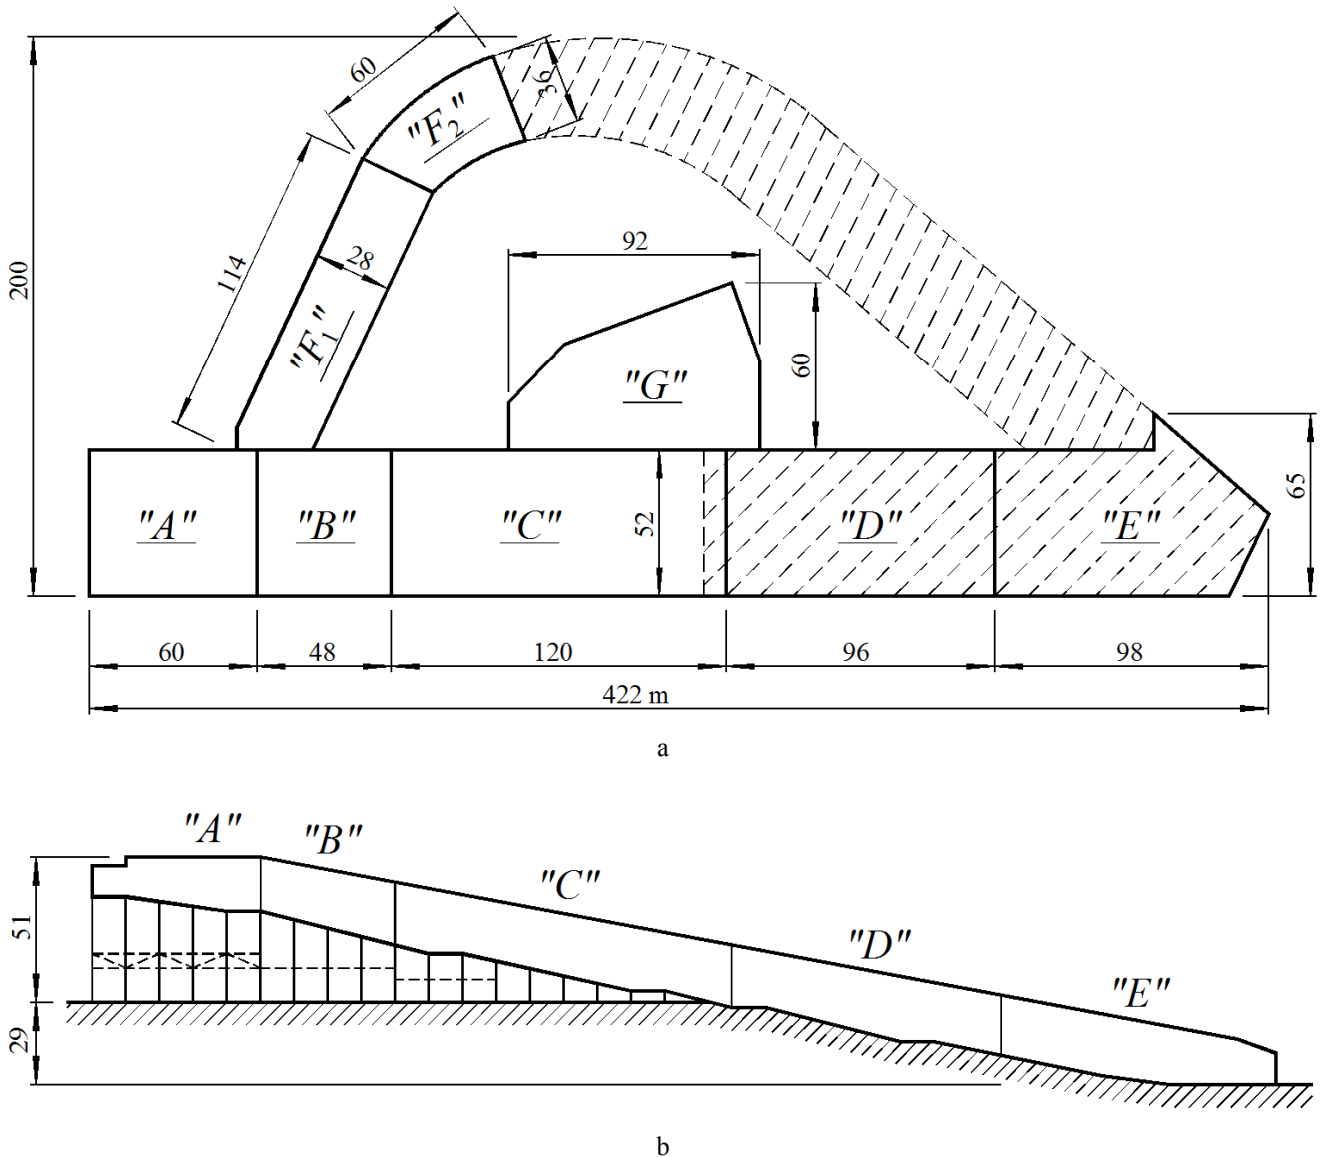 60
36
"F₂"
200
114
28
"F₁"
92
60
"G"
65
"A"
"B"
"C"
52
"D"
"E"
60 48 120 96 98
422 m
a
"A"
"B"
"C"
"D"
"E"
51
29
b